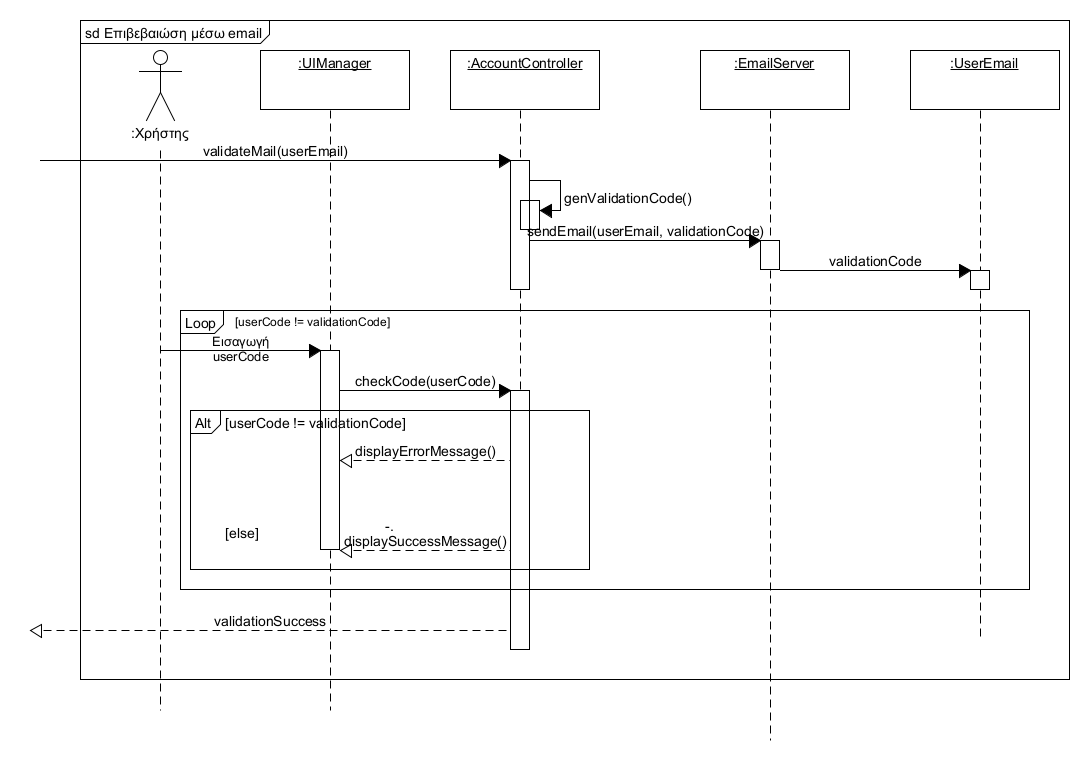 sd Επιβεβαιώση μέσω email
:UIManager
:AccountController
:EmailServer
:UserEmail
:Χρήστης
validateMail(userEmail)
genValidationCode()
sendEmail(userEmail, validationCode)
validationCode
Loop [userCode != validationCode]
Εισαγωγή
userCode
checkCode(userCode)
Alt [userCode != validationCode]
displayErrorMessage()
-.
[else]
displaySuccessMessage()
validationSuccess